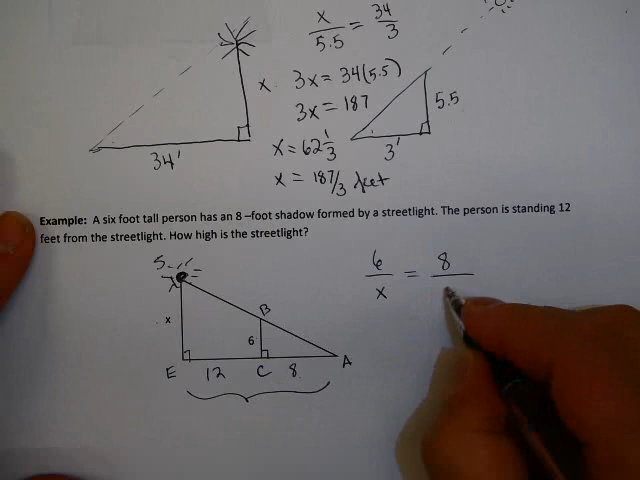 x/5.5 = 34/3
x. 3x = 34(5.5)
3x = 187
5.5
x = 62 1/3
34'
3'
x = 187/3 feet
Example: A six foot tall person has an 8 –foot shadow formed by a streetlight. The person is standing 12
feet from the streetlight. How high is the streetlight?
S
6/x = 8/
B
x
6
E 12 C 8 A